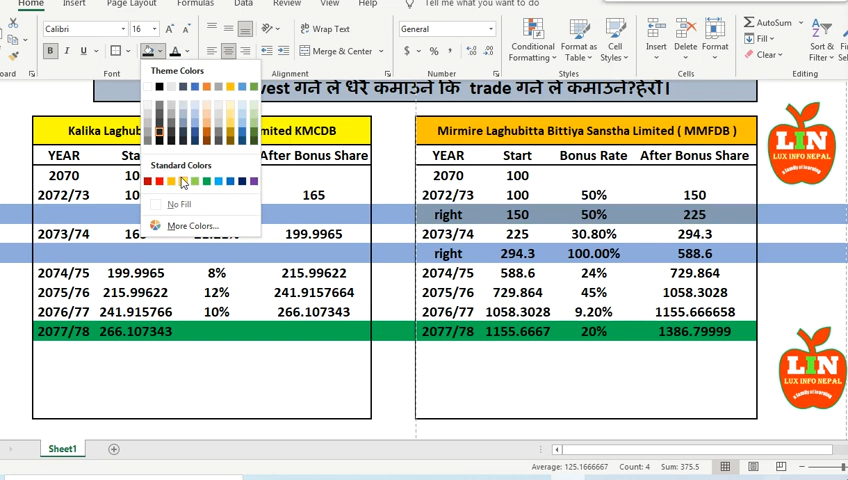 Home Insert Page Layout Formulas Data Review View Help Tell me what you want to do
Calibri 16 Wrap Text General AutoSum
B I U Merge & Center $ % Conditional Formatting Format as Table Cell Styles Insert Delete Format Fill Clear Sort & Filter
Alignment Number Styles Cells
Theme Colors
Standard Colors
No Fill
More Colors...
vest गर्न ले धेरै कमाउने कि trade गर्न ले कमाउने?हेरौं।
Kalika Laghub imited KMCDB
Mirmire Laghubitta Bittiya Sanstha Limited ( MMFDB )
YEAR Sta After Bonus Share
YEAR Start Bonus Rate After Bonus Share
2070 10
2070 100
2072/73 10 165
2072/73 100 50% 150
right 150 50% 225
2073/74 16 199.9965
2073/74 225 30.80% 294.3
right 294.3 100.00% 588.6
2074/75 199.9965 8% 215.99622
2074/75 588.6 24% 729.864
2075/76 215.99622 12% 241.9157664
2075/76 729.864 45% 1058.3028
2076/77 241.915766 10% 266.107343
2076/77 1058.3028 9.20% 1155.666658
2077/78 266.107343
2077/78 1155.6667 20% 1386.79999
LIN
LUX INFO NEPAL
a family of learning
LIN
LUX INFO NEPAL
a family of learning
Sheet1
Average: 125.1666667 Count: 4 Sum: 375.5